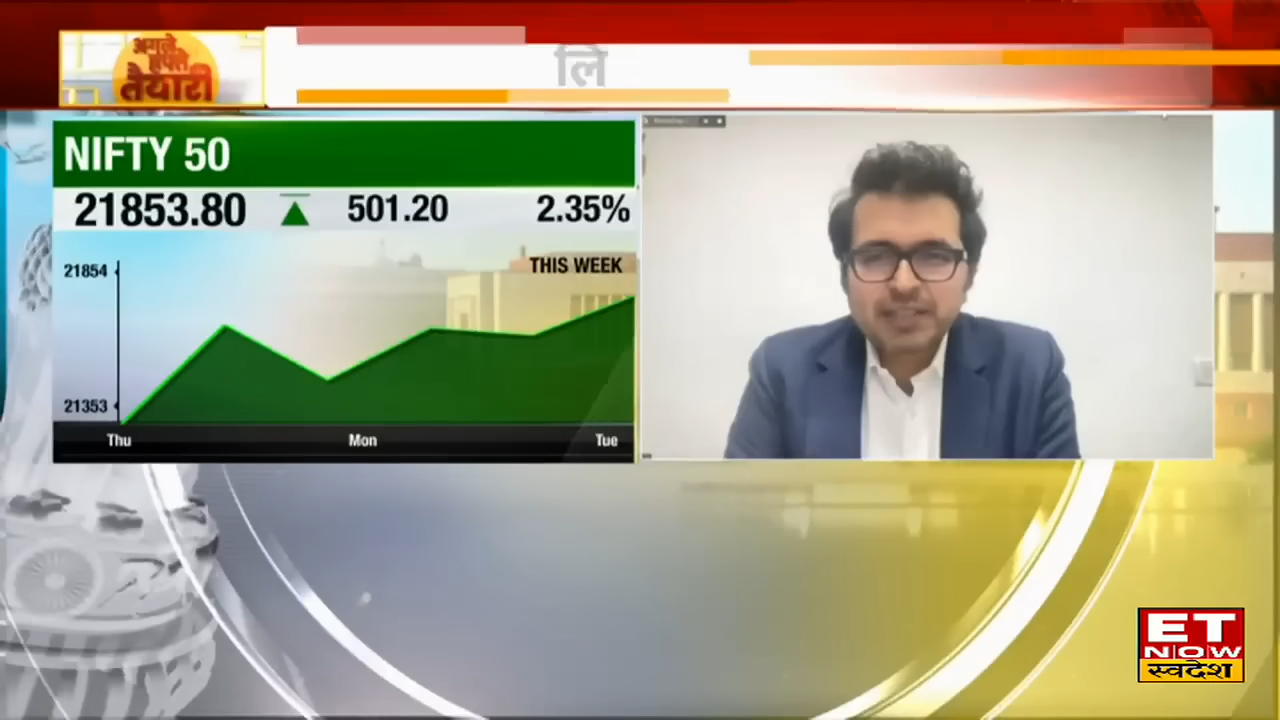 अगले
हफ्ते
तैयारी
लि
NIFTY 50
21853.80 ▲ 501.20 2.35%
THIS WEEK
21854
21353
Thu Mon Tue
ET
NOW
स्वदेश